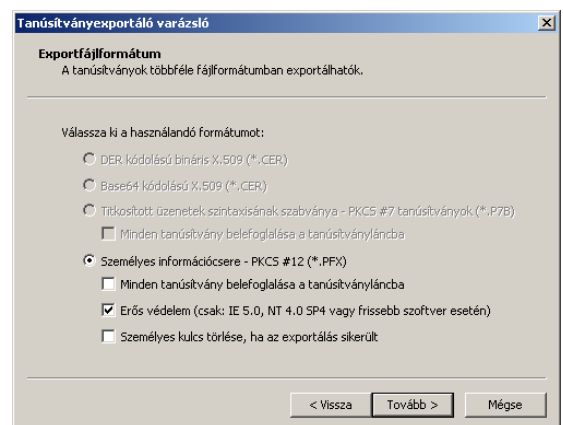 Tanúsítványexportáló varázsló
Exportfájlformátum
A tanúsítványok többféle fájlformátumban exportálhatók.
Válassza ki a használandó formátumot:
DER kódolású bináris X.509 (*.CER)
Base64 kódolású X.509 (*.CER)
Titkosított üzenetek szintaxisának szabványa - PKCS #7 tanúsítványok (*.P7B)
Minden tanúsítvány belefoglalása a tanúsítványláncba
Személyes információcsere - PKCS #12 (*.PFX)
Minden tanúsítvány belefoglalása a tanúsítványláncba
Erős védelem (csak: IE 5.0, NT 4.0 SP4 vagy frissebb szoftver esetén)
Személyes kulcs törlése, ha az exportálás sikerült
< Vissza Tovább > Mégse